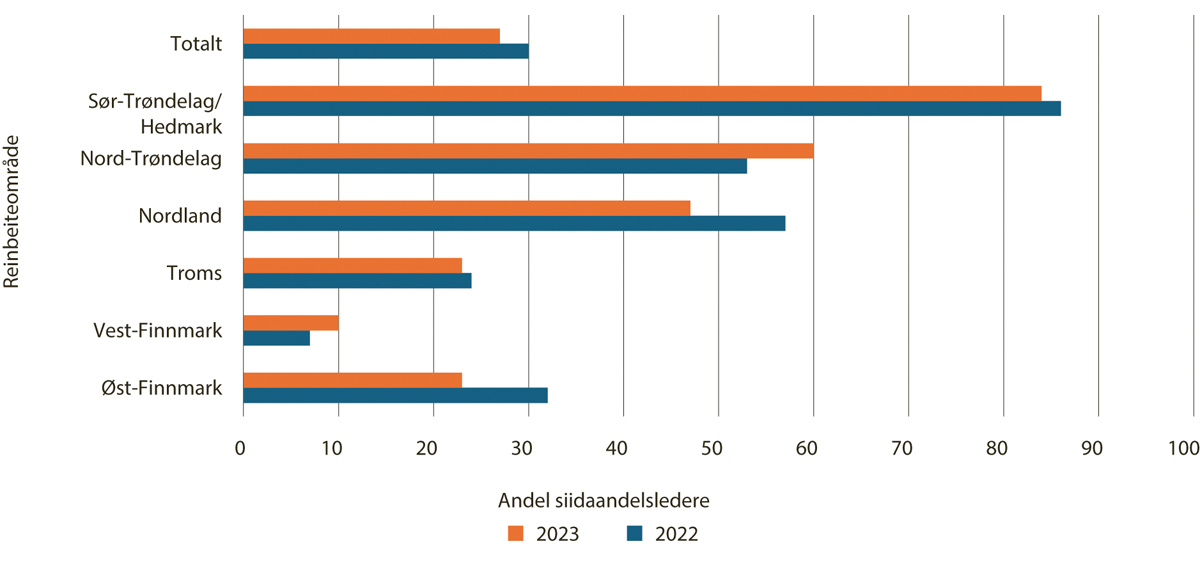 Reinbeiteområde
Totalt
Sør-Trøndelag/
Hedmark
Nord-Trøndelag
Nordland
Troms
Vest-Finnmark
Øst-Finnmark
0 10 20 30 40 50 60 70 80 90 100
Andel siidaandelsledere
2023 2022